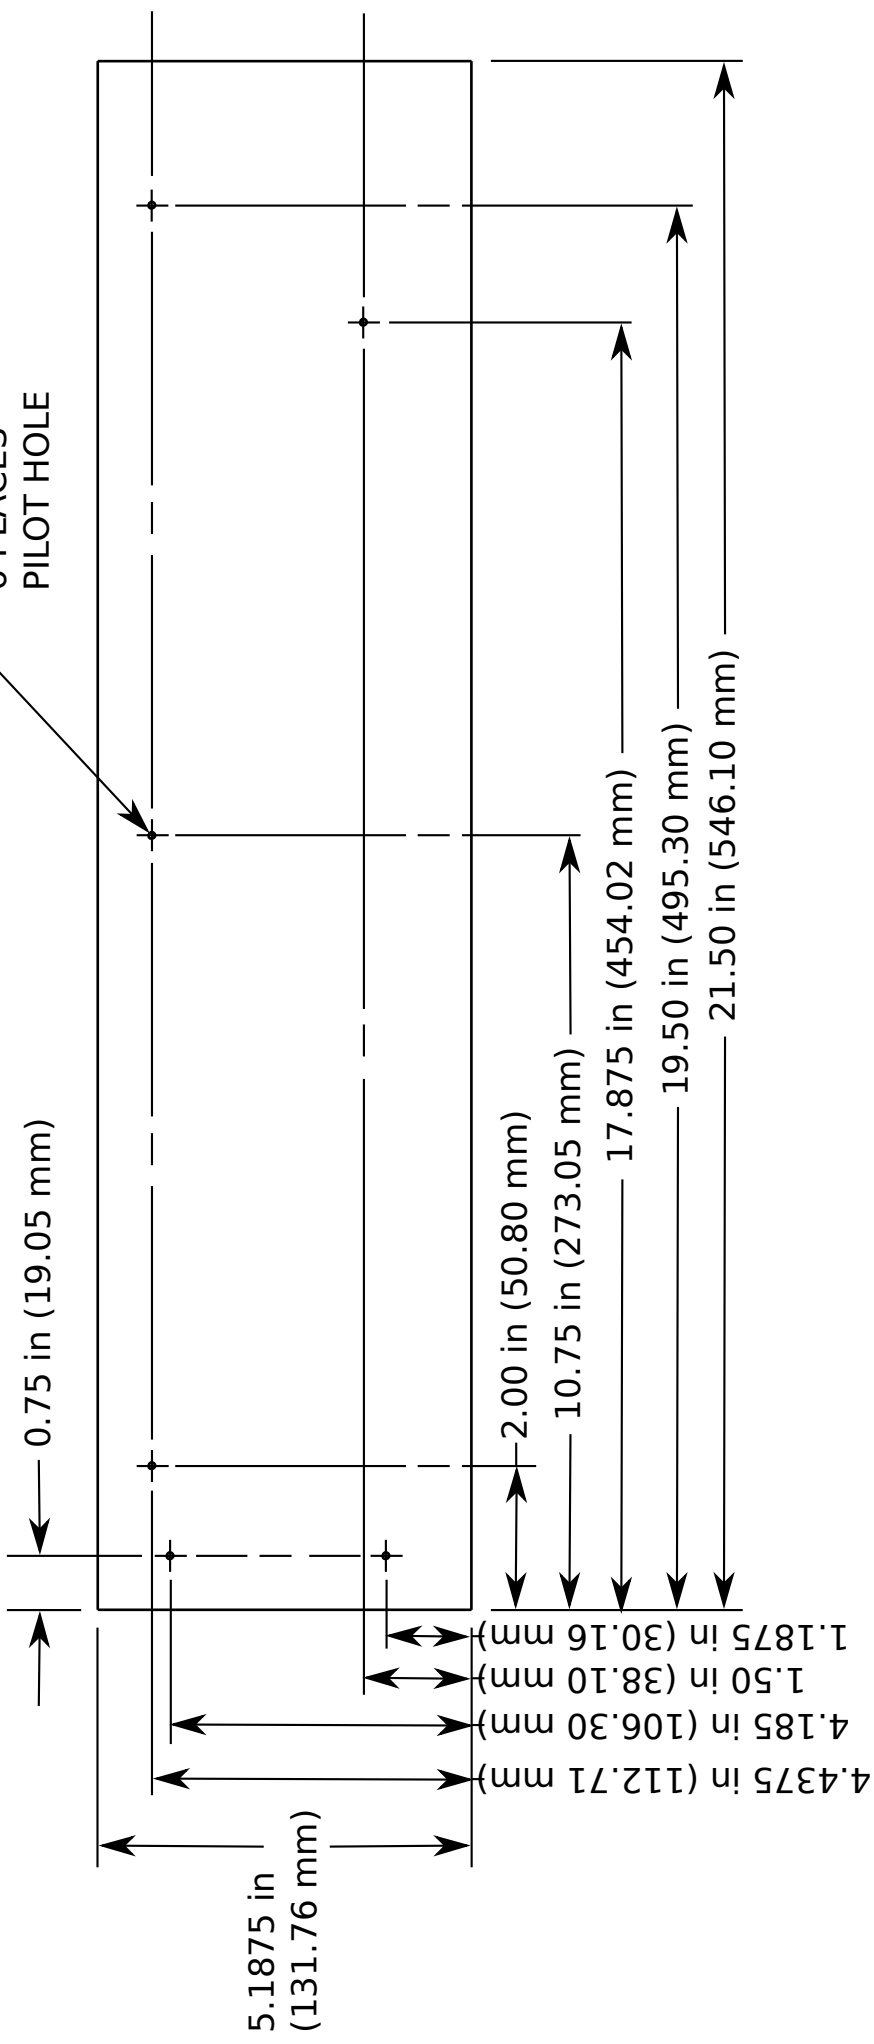 PILOT HOLE
0.75 in (19.05 mm)
2.00 in (50.80 mm)
10.75 in (273.05 mm)
17.875 in (454.02 mm)
19.50 in (495.30 mm)
21.50 in (546.10 mm)
1.1875 in (30.16 mm)
1.50 in (38.10 mm)
4.185 in (106.30 mm)
4.4375 in (112.71 mm)
5.1875 in
(131.76 mm)